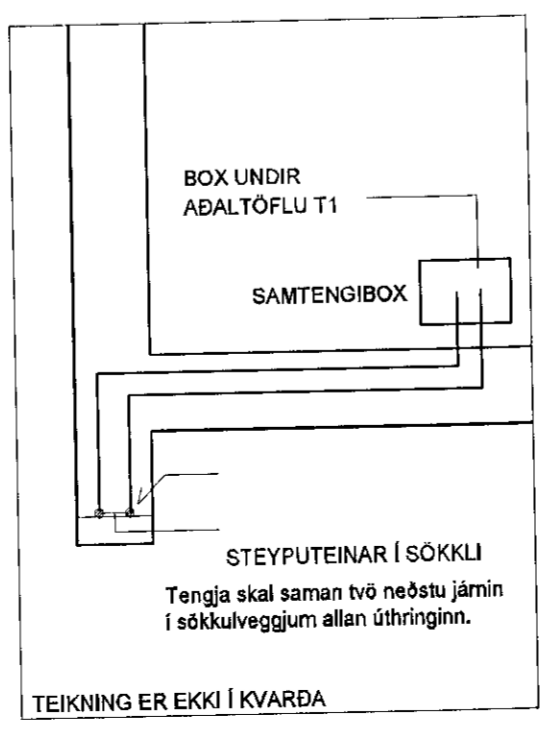 BOX UNDIR
AÐALTÖFLU T1
SAMTENGIBOX
STEYPUTEINAR Í SÖKKLI
Tengja skal saman tvö neðstu járnin
í sökkulveggjum allan úthringinn.
TEIKNING ER EKKI Í KVARÐA